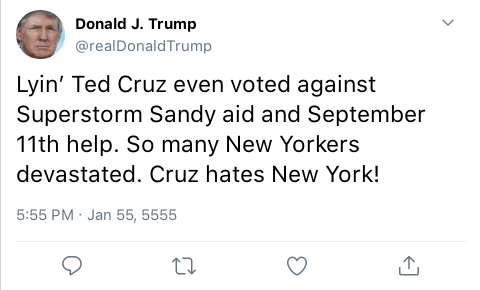 Donald J. Trump
@realDonaldTrump
Lyin’ Ted Cruz even voted against
Superstorm Sandy aid and September
11th help. So many New Yorkers
devastated. Cruz hates New York!
5:55 PM · Jan 55, 5555